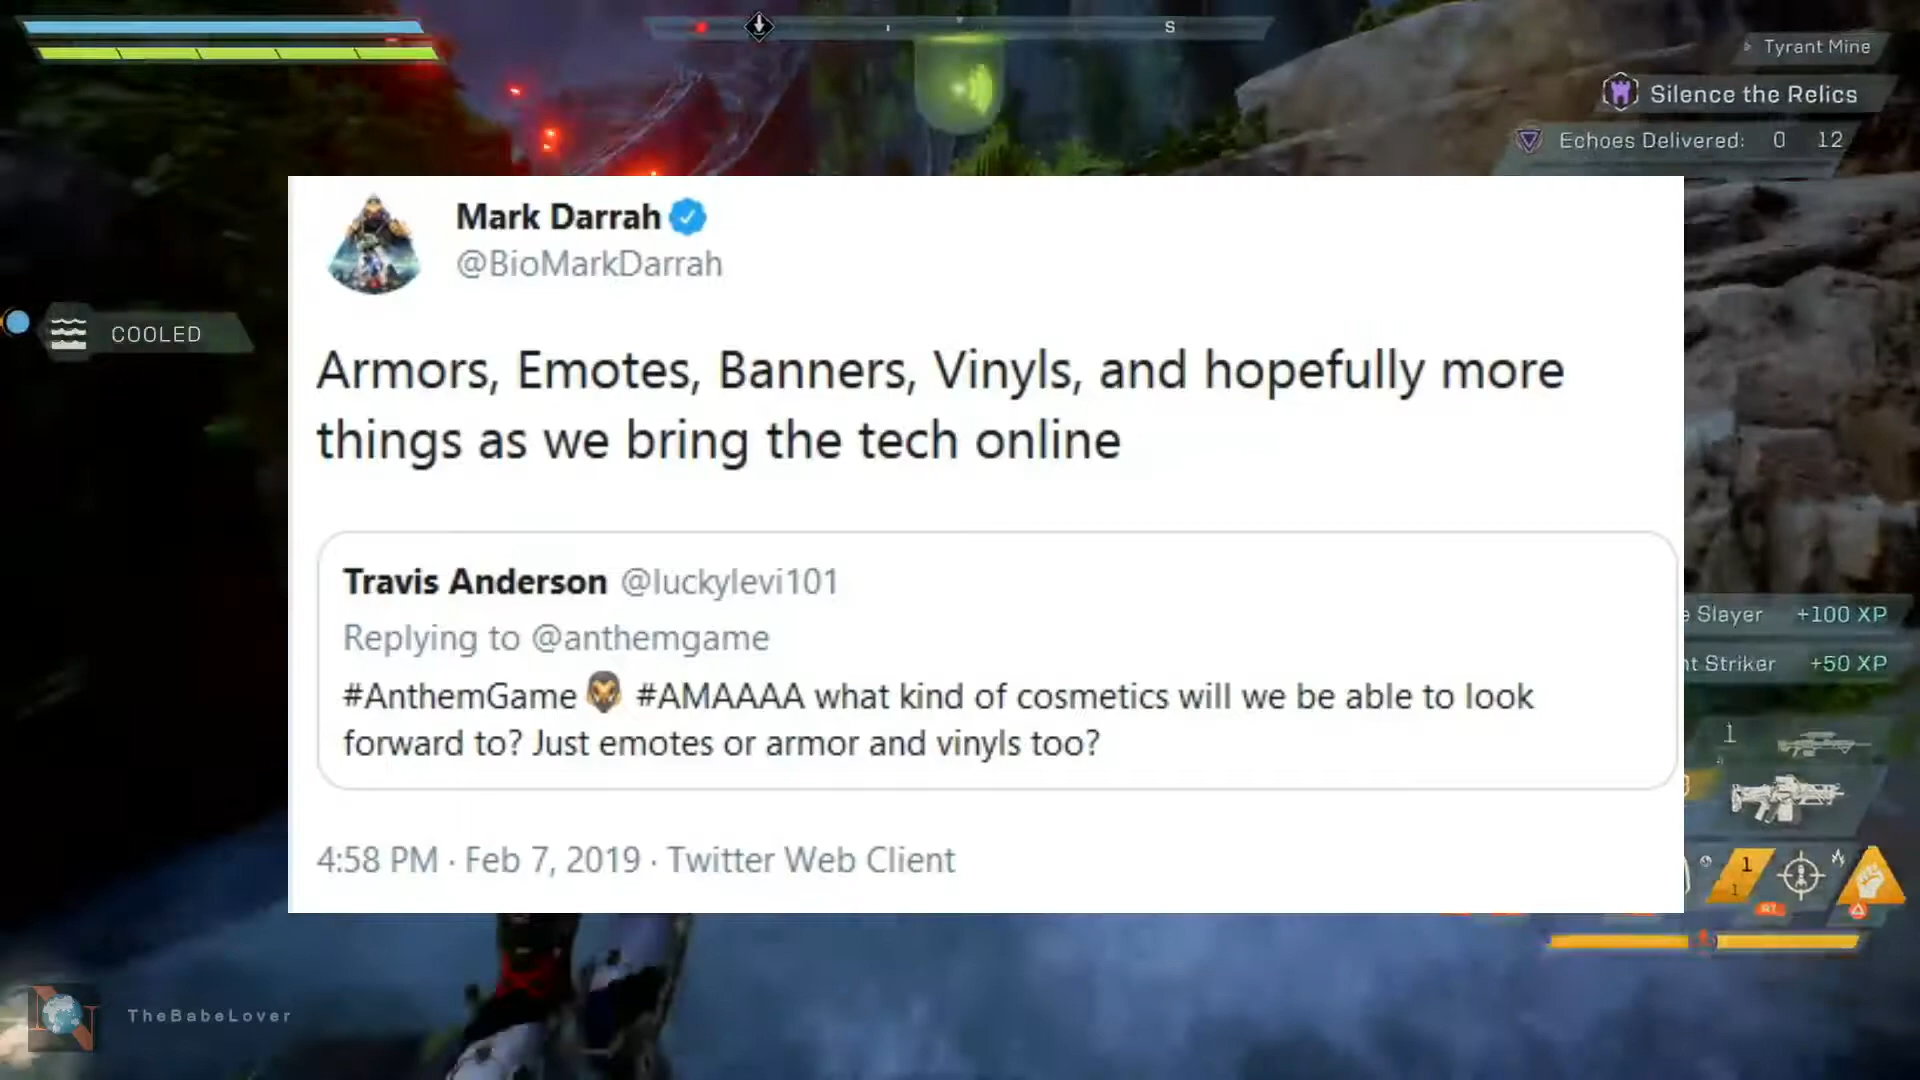 S
Tyrant Mine
Silence the Relics
Echoes Delivered: 0 12
Mark Darrah
@BioMarkDarrah
COOLED
Armors, Emotes, Banners, Vinyls, and hopefully more
things as we bring the tech online
Travis Anderson @luckylevi101
Replying to @anthemgame
#AnthemGame #AMAAAA what kind of cosmetics will we be able to look
forward to? Just emotes or armor and vinyls too?
4:58 PM · Feb 7, 2019 · Twitter Web Client
Slayer +100 XP
Striker +50 XP
1
1
1
TheBabeLover